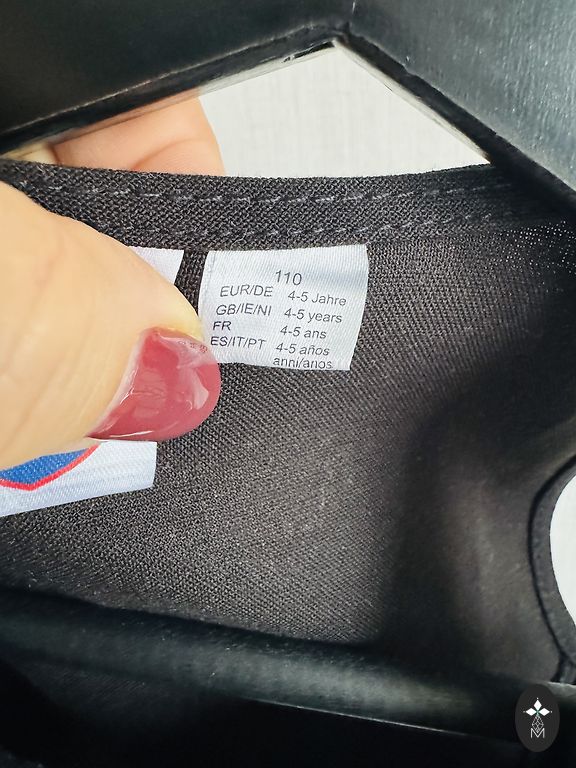 110
EUR/DE 4-5 Jahre
GB/IE/NI 4-5 years
FR 4-5 ans
ES/IT/PT 4-5 años
anni/anos
M